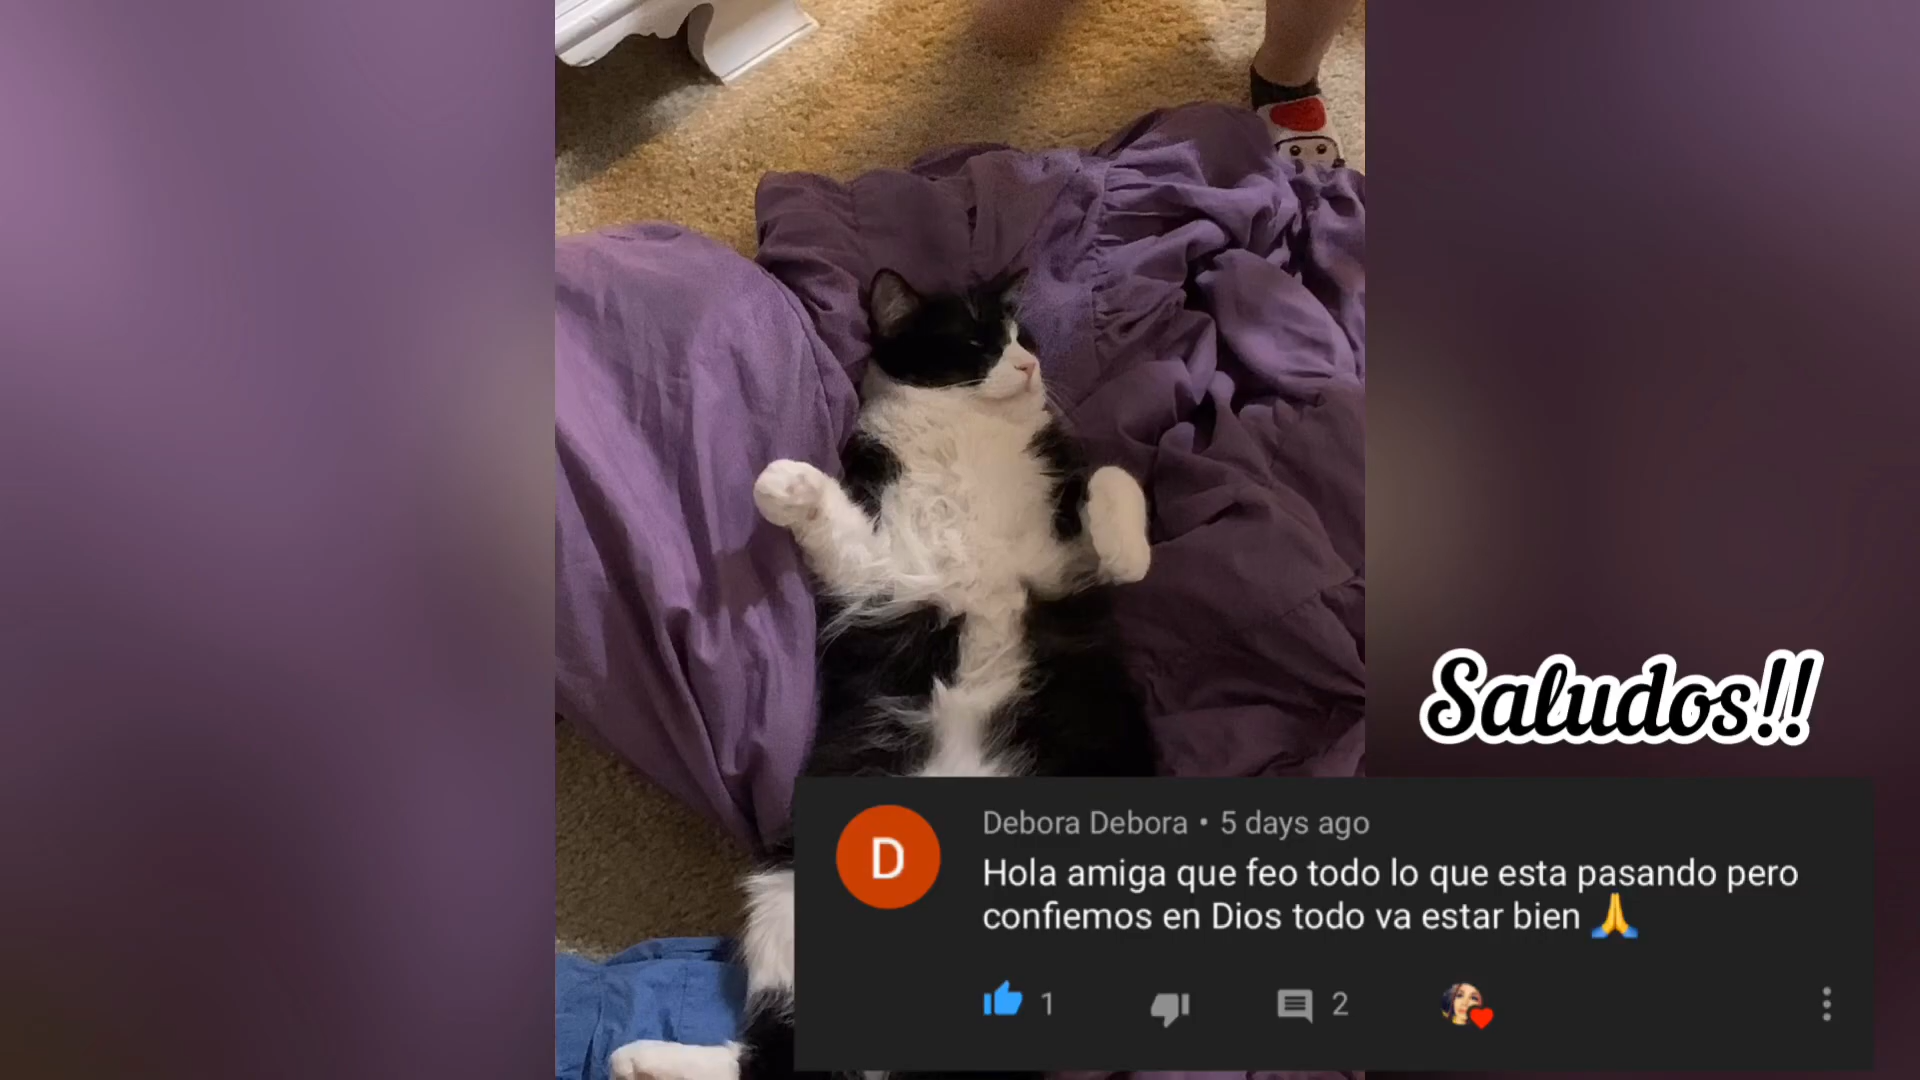 Saludos!!
D
Debora Debora • 5 days ago
Hola amiga que feo todo lo que esta pasando pero
confiemos en Dios todo va estar bien 🙏
1
2